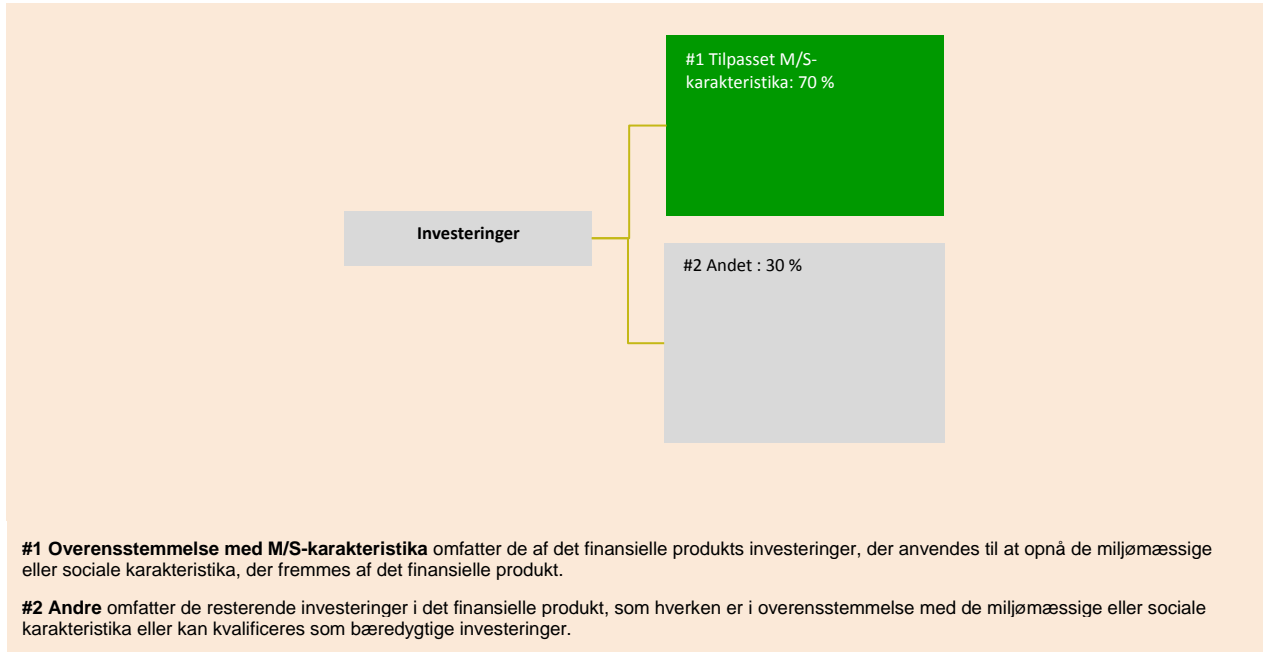 #1 Tilpasset M/S-
karakteristika: 70 %
Investeringer
#2 Andet : 30 %
#1 Overensstemmelse med M/S-karakteristika omfatter de af det finansielle produkts investeringer, der anvendes til at opnå de miljømæssige
eller sociale karakteristika, der fremmes af det finansielle produkt.
#2 Andre omfatter de resterende investeringer i det finansielle produkt, som hverken er i overensstemmelse med de miljømæssige eller sociale
karakteristika eller kan kvalificeres som bæredygtige investeringer.